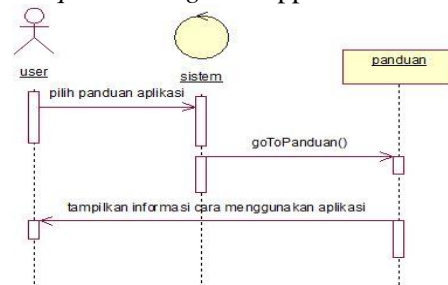 user
sistem
panduan
pilih panduan aplikasi
goToPanduan()
tampilkan informasi cara menggunakan aplikasi